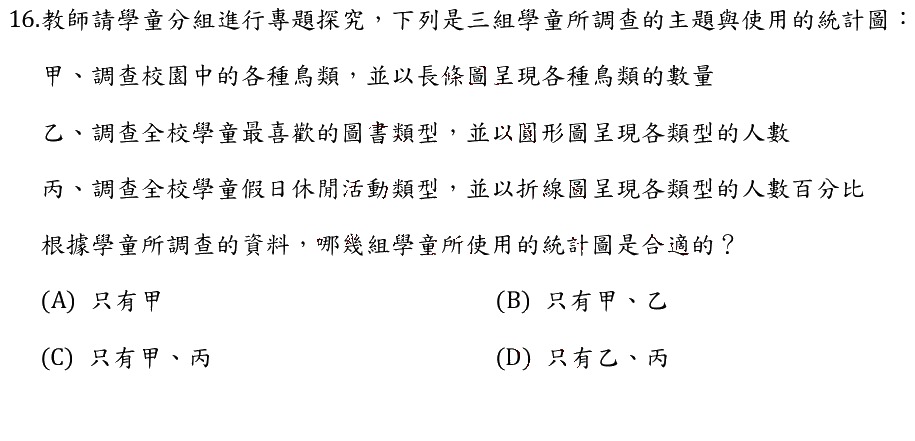 16.教師請學童分組進行專題探究，下列是三組學童所調查的主題與使用的統計圖：
甲、調查校園中的各種鳥類，並以長條圖呈現各種鳥類的數量
乙、調查全校學童最喜歡的圖書類型，並以圓形圖呈現各類型的人數
丙、調查全校學童假日休閒活動類型，並以折線圖呈現各類型的人數百分比
根據學童所調查的資料，哪幾組學童所使用的統計圖是合適的？
(A) 只有甲 (B) 只有甲、乙
(C) 只有甲、丙 (D) 只有乙、丙